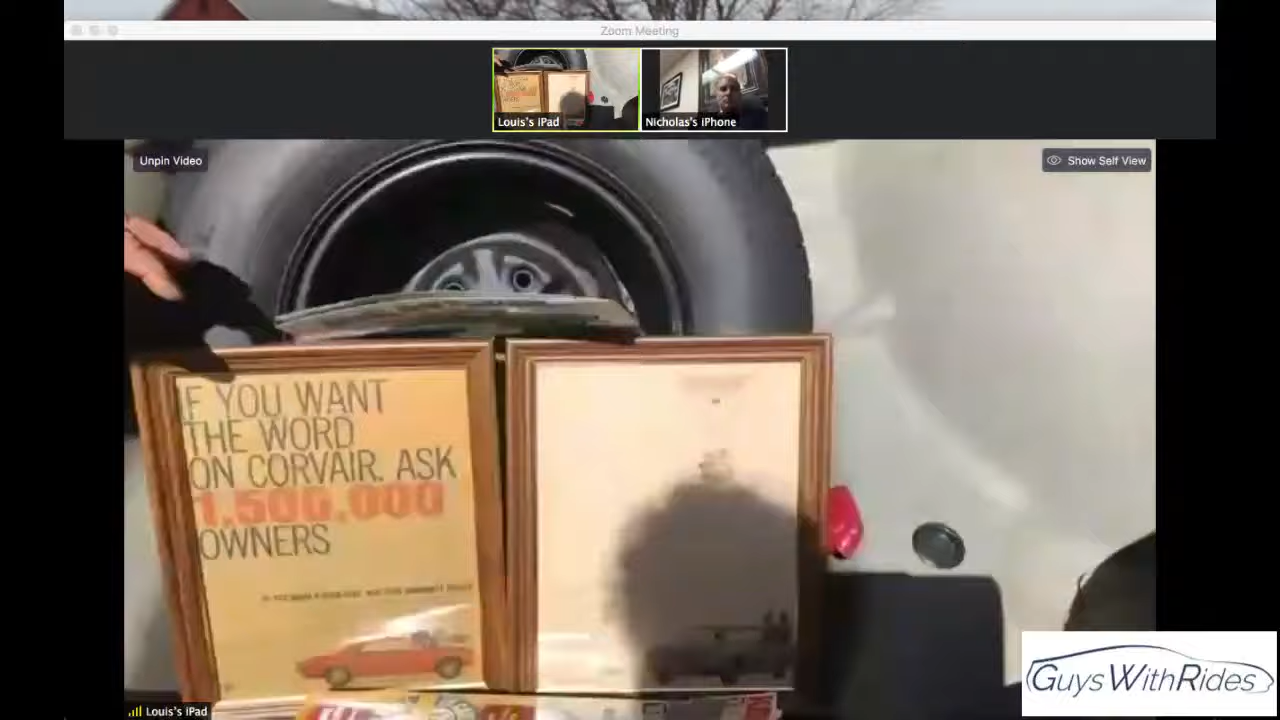 Zoom Meeting
Louis's iPad
Nicholas's iPhone
Unpin Video
Show Self View
IF YOU WANT
THE WORD
ON CORVAIR. ASK
1,500,000
OWNERS
Louis's iPad
GuysWithRides